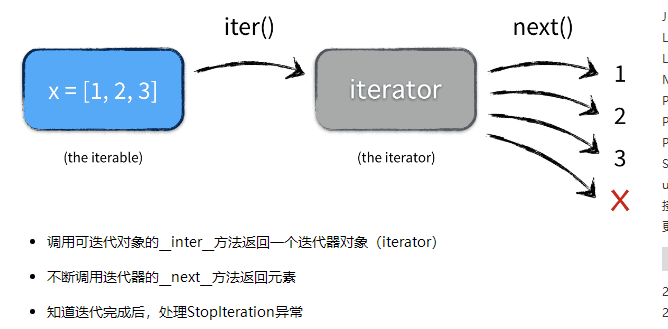 iter()
next()
x = [1, 2, 3]
iterator
1
2
3
X
(the iterable)
(the iterator)
调用可迭代对象的__inter__方法返回一个迭代器对象（iterator）
不断调用迭代器的__next__方法返回元素
知道迭代完成后，处理StopIteration异常
J
L
L
P
P
P
S
u
2
2